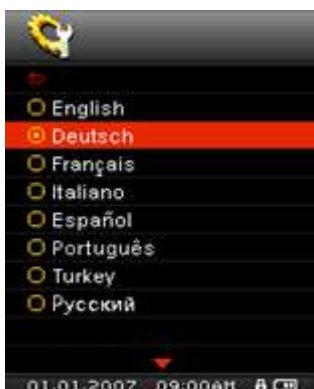 English
Deutsch
Français
Italiano
Español
Português
Turkey
Русский
01.01.2007 09:00AM